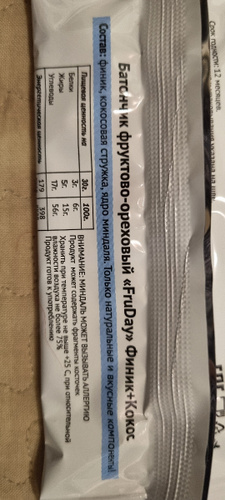 Батончик фруктово-ореховый «FruDay» Финик+Кокос
Состав: финик, кокосовая стружка, ядро миндаля. Только натуральные и вкусные компоненты
Пищевая ценность на 30г. 100г.
Белки 3г. 6г.
Жиры 5г. 15г.
Углеводы 17г. 56г.
Энергетическая ценность 179 398
ВНИМАНИЕ: МИНДАЛЬ МОЖЕТ ВЫЗЫВАТЬ АЛЛЕРГИЮ
Продукт может содержать фрагменты косточек
Хранить при температуре не выше +25 С, при относительной
влажности воздуха не более 75%
Продукт готов к употреблению
Срок годности: 12 месяцев.